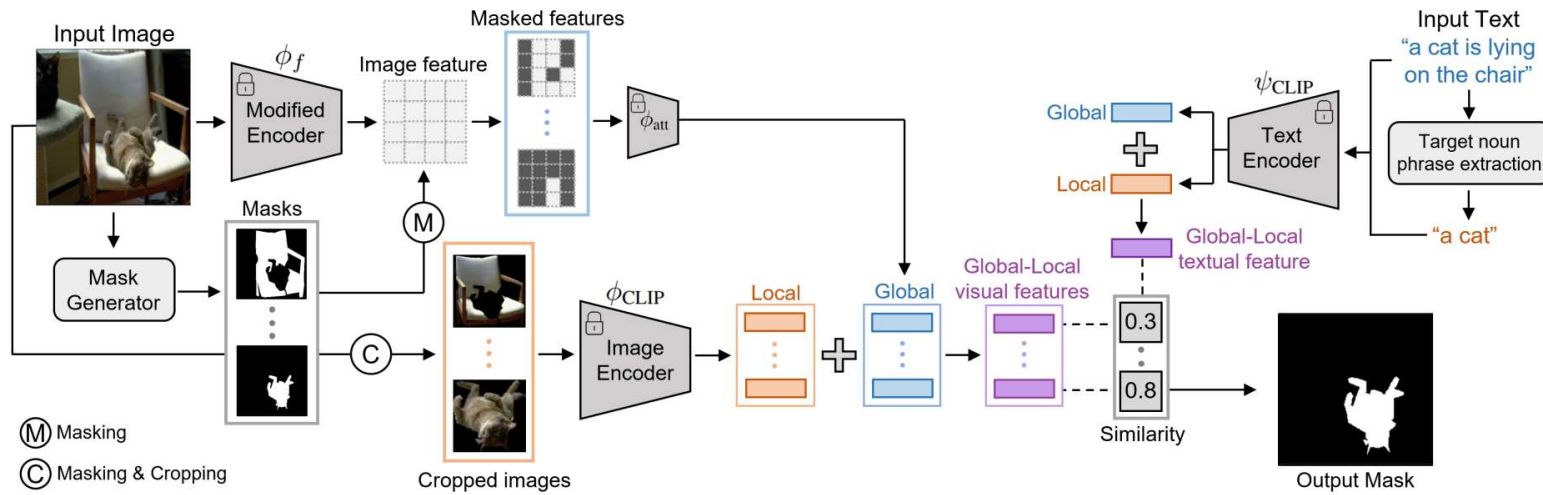 Input Image
ϕf
Modified
Encoder
Image feature
Masked features
ϕatt
Mask
Generator
Masks
M
C
M Masking
C Masking & Cropping
Cropped images
ϕCLIP
Image
Encoder
Local
Global
Global-Local
visual features
Global
Local
ψCLIP
Text
Encoder
Input Text
“a cat is lying
on the chair”
Target noun
phrase extraction
“a cat”
Global-Local
textual feature
0.3
0.8
Similarity
Output Mask